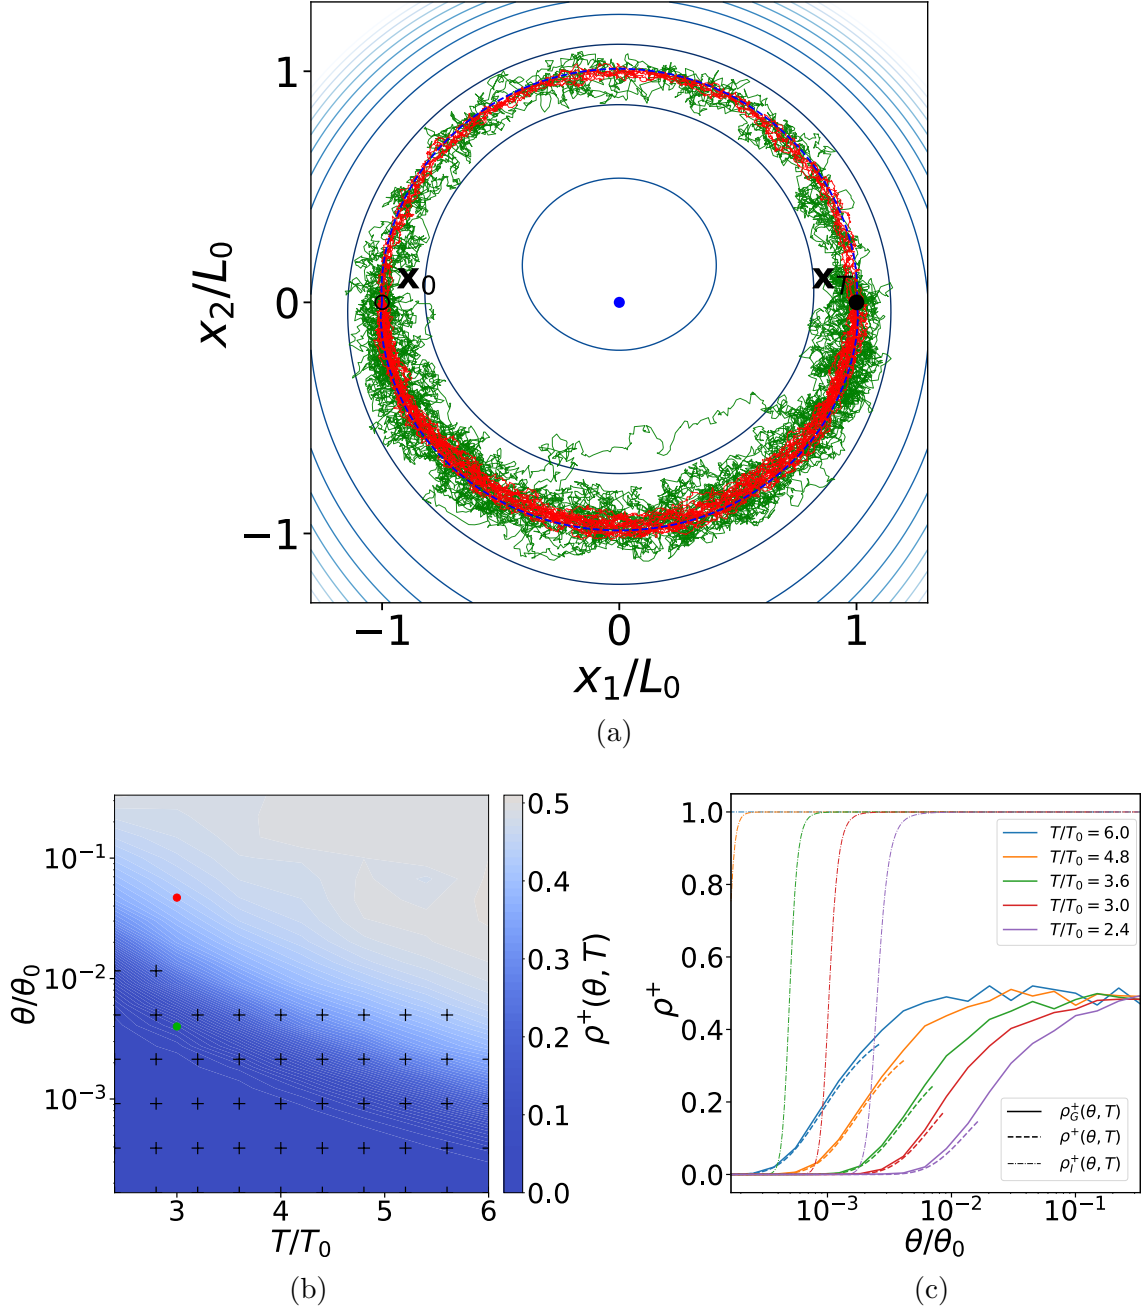 1
0
−1
x₂/L₀
x₀
x_T
−1
0
1
x₁/L₀
(a)
10⁻¹
10⁻²
10⁻³
θ/θ₀
3
4
5
6
T/T₀
0.5
0.4
0.3
0.2
0.1
0.0
ρ⁺(θ, T)
(b)
1.0
0.8
0.6
0.4
0.2
0.0
ρ⁺
T/T₀ = 6.0
T/T₀ = 4.8
T/T₀ = 3.6
T/T₀ = 3.0
T/T₀ = 2.4
ρ_G⁺(θ, T)
ρ⁺(θ, T)
ρ_I⁺(θ, T)
10⁻³
10⁻²
10⁻¹
θ/θ₀
(c)